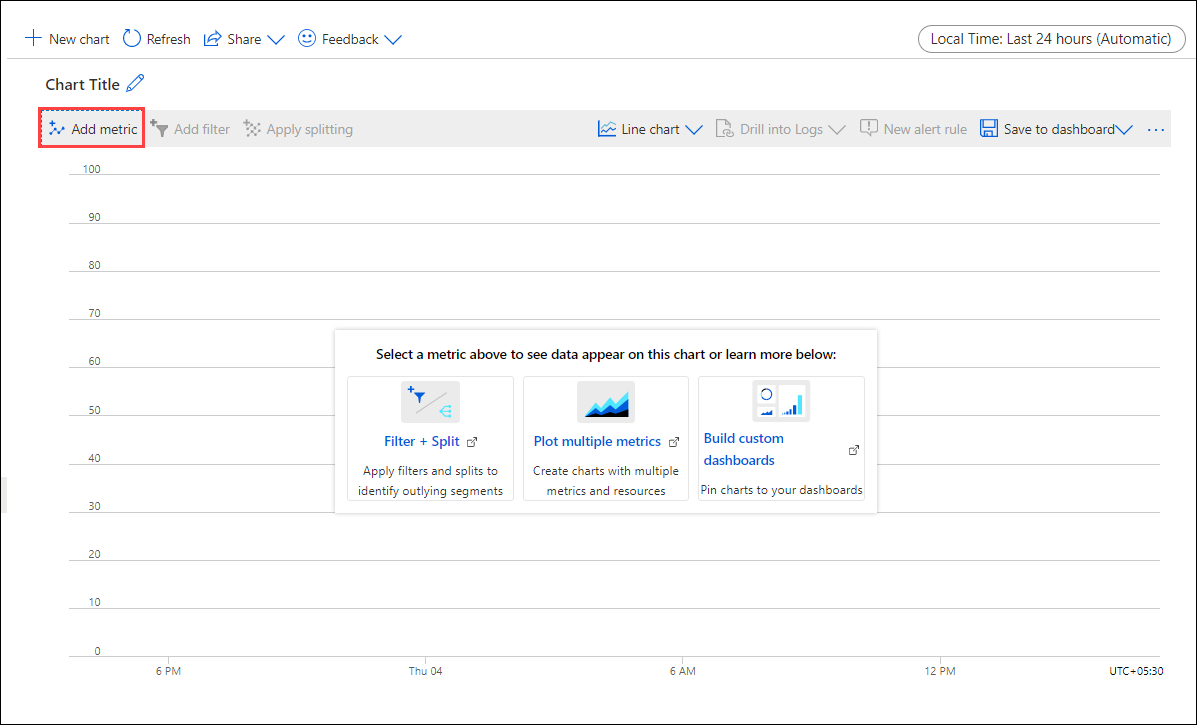 New chart Refresh Share Feedback Local Time: Last 24 hours (Automatic)
Chart Title
Add metric Add filter Apply splitting Line chart Drill into Logs New alert rule Save to dashboard ...
100
90
80
70
60
50
40
30
20
10
0
Select a metric above to see data appear on this chart or learn more below:
Filter + Split
Apply filters and splits to
identify outlying segments
Plot multiple metrics
Create charts with multiple
metrics and resources
Build custom
dashboards
Pin charts to your dashboards
6 PM Thu 04 6 AM 12 PM UTC+05:30